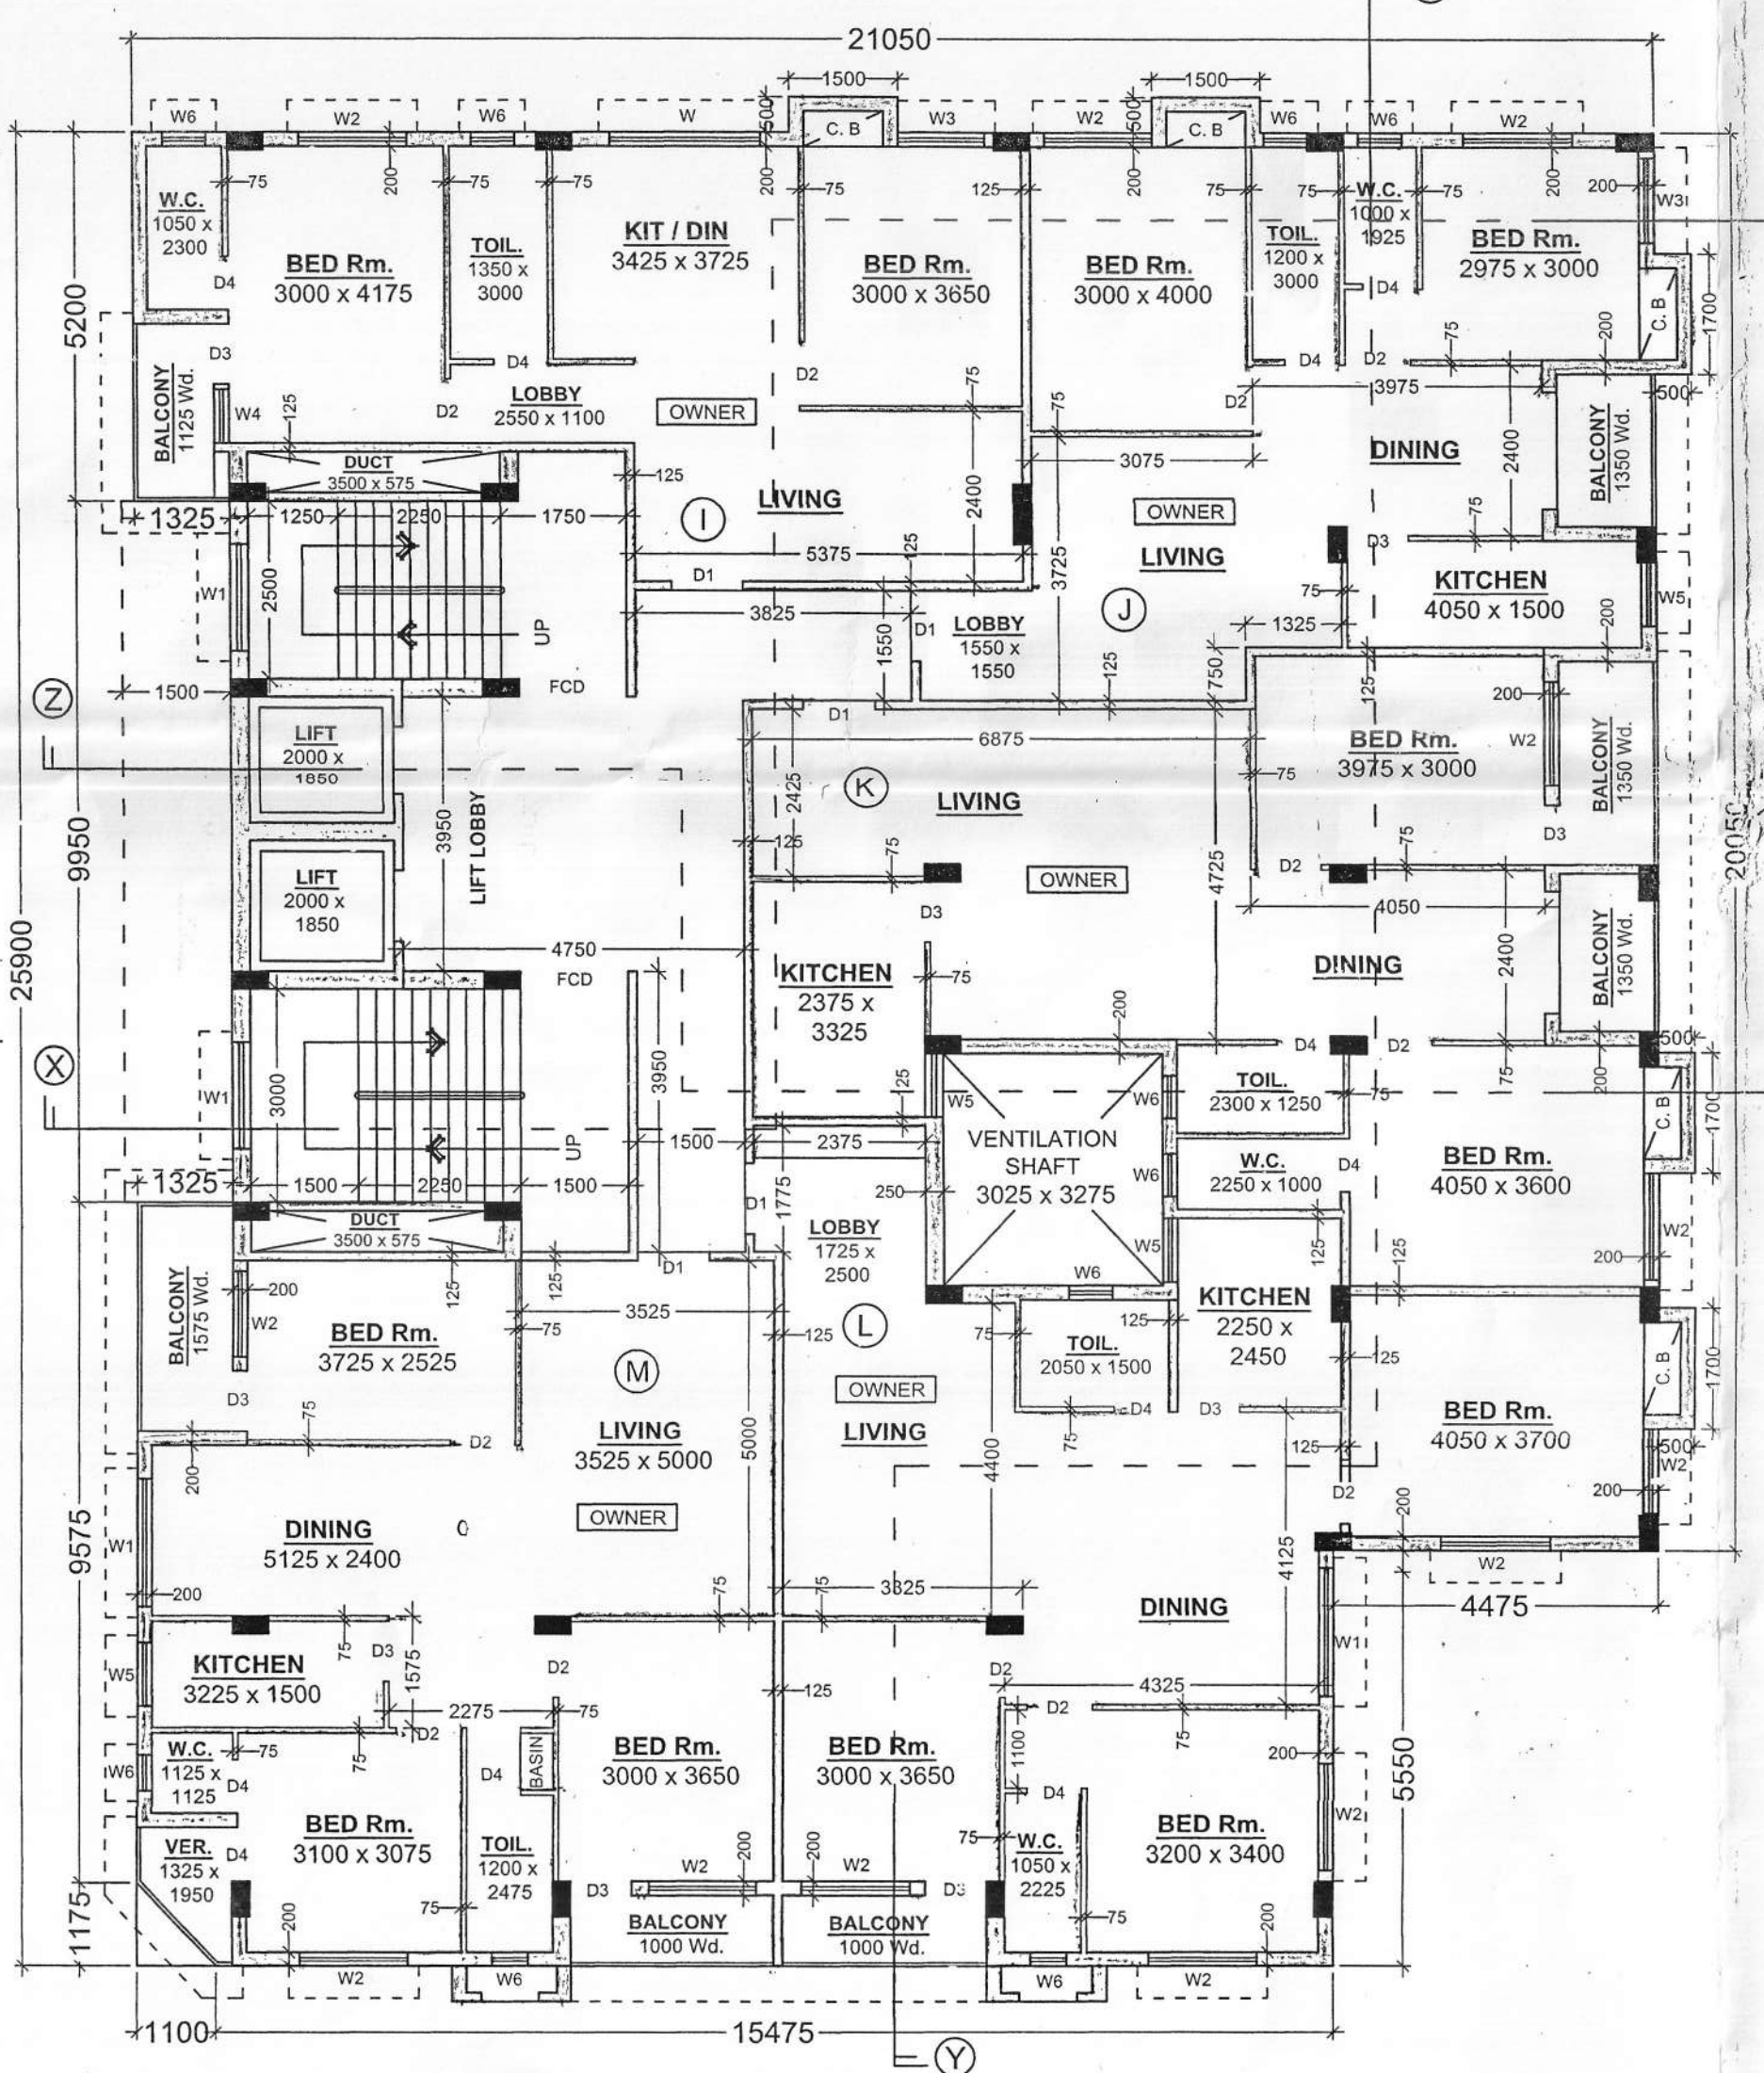 21050
1500
1500
500
500
W6
W2
W6
W
C. B
W3
W2
C. B
W6
W6
W2
75
200
75
75
200
75
125
200
75
75
75
200
200
W3
W.C.
1050 x
2300
BED Rm.
3000 x 4175
TOIL.
1350 x
3000
KIT / DIN
3425 x 3725
BED Rm.
3000 x 3650
BED Rm.
3000 x 4000
TOIL.
1200 x
3000
W.C.
1000 x
1925
BED Rm.
2975 x 3000
C. B
1700
D4
D4
5200
D3
D4
D2
D4
D2
75
200
BALCONY
1125 Wd.
W4
125
D2
LOBBY
2550 x 1100
OWNER
75
75
D2
3975
500
DUCT
3500 x 575
125
3075
DINING
2400
BALCONY
1350 Wd.
1325
1250
2250
1750
I
LIVING
2400
OWNER
75
W1
2500
5375
125
3725
LIVING
D3
KITCHEN
4050 x 1500
W5
D1
75
UP
3825
D1
1550
LOBBY
1550 x
1550
J
1325
200
FCD
750
125
125
Z
1500
D1
200
LIFT
2000 x
1850
6875
BED Rm.
3975 x 3000
W2
BALCONY
1350 Wd.
75
K
2425
LIVING
3950
LIFT LOBBY
9950
125
75
D3
75
20050
LIFT
2000 x
1850
OWNER
4725
D2
D3
4050
25900
4750
FCD
KITCHEN
2375 x
3325
75
DINING
2400
BALCONY
1350 Wd.
200
D4
D2
500
X
3950
TOIL.
2300 x 1250
75
75
200
W1
3000
125
W5
W6
C. B
1700
UP
1500
2375
VENTILATION
SHAFT
3025 x 3275
W6
W.C.
2250 x 1000
D4
BED Rm.
4050 x 3600
1325
1500
2250
1500
1775
250
D1
DUCT
3500 x 575
LOBBY
1725 x
2500
W5
W2
125
125
D1
W6
125
125
200
BALCONY
1575 Wd.
200
W2
3525
KITCHEN
2250 x
2450
BED Rm.
3725 x 2525
75
125
L
75
125
TOIL.
2050 x 1500
125
C. B
1700
M
OWNER
D3
75
D2
LIVING
3525 x 5000
5000
LIVING
D4
D3
75
BED Rm.
4050 x 3700
4400
125
500
W2
200
9575
DINING
5125 x 2400
OWNER
200
D2
200
W1
200
3325
75
75
4125
W2
4475
DINING
75
D3
1575
KITCHEN
3225 x 1500
W5
D2
D2
4325
W1
2275
75
125
D2
D2
W6
W.C.
1125 x
1125
75
75
D4
D4
BASIN
BED Rm.
3000 x 3650
BED Rm.
3000 x 3650
1100
75
200
5550
D4
W2
VER.
1325 x
1950
D4
BED Rm.
3100 x 3075
TOIL.
1200 x
2475
75
W.C.
1050 x
2225
BED Rm.
3200 x 3400
W2
200
200
W2
D3
D3
1175
75
200
BALCONY
1000 Wd.
BALCONY
1000 Wd.
75
200
W2
W6
W6
W2
1100
15475
Y